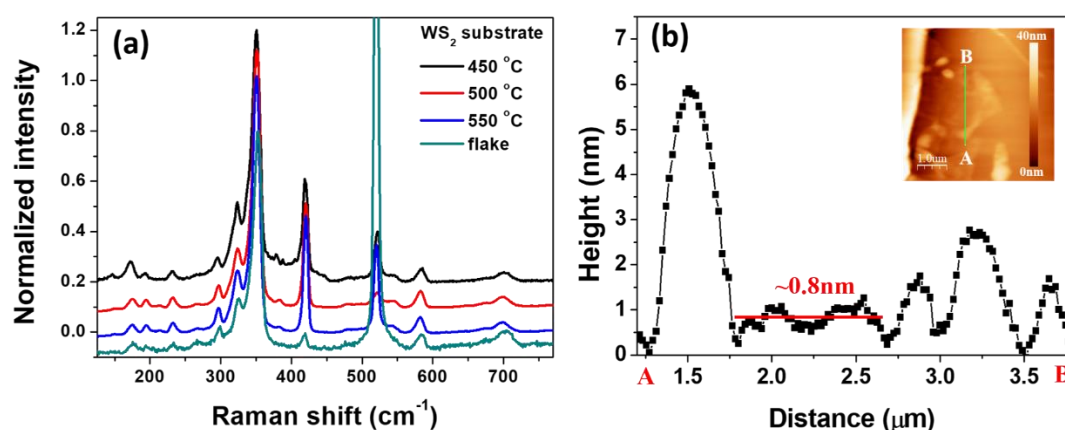 (a)
WS₂ substrate
450 °C
500 °C
550 °C
flake
1.2
1.0
0.8
0.6
0.4
0.2
0.0
Normalized intensity
200 300 400 500 600 700
Raman shift (cm⁻¹)
(b)
7
6
5
4
3
2
1
0
Height (nm)
~0.8nm
40nm
B
A
1.0um
0nm
A
1.5 2.0 2.5 3.0 3.5
B
Distance (μm)